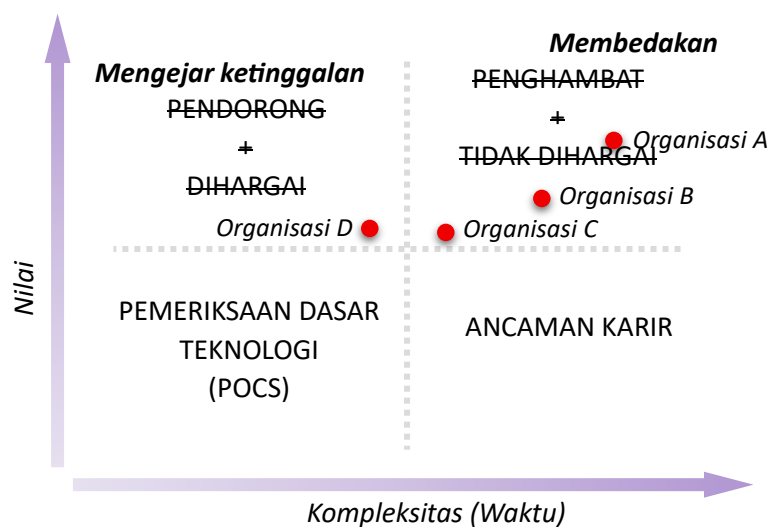 Membedakan
Mengejar ketinggalan
PENGHAMBAT
PENDORONG
+
+
Organisasi A
TIDAK DIHARGAI
DIHARGAI
Organisasi B
Organisasi D
Organisasi C
Nilai
PEMERIKSAAN DASAR
TEKNOLOGI
(POCS)
ANCAMAN KARIR
Kompleksitas (Waktu)